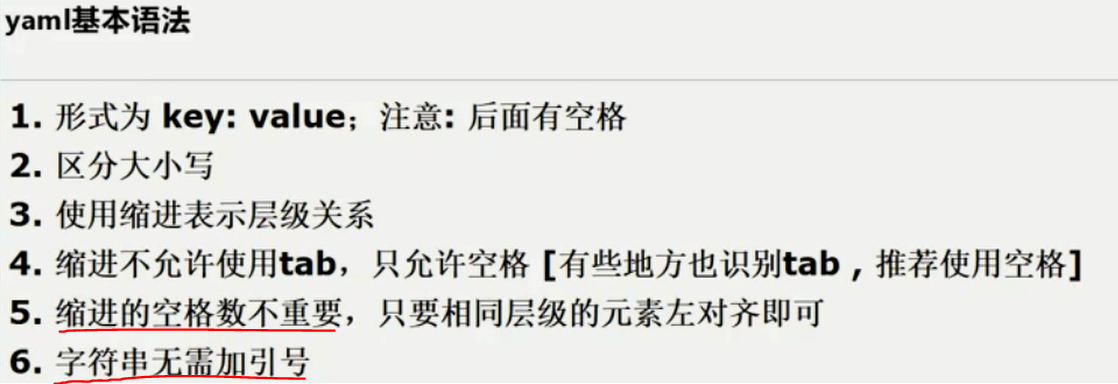 yaml基本语法
1. 形式为 key: value；注意: 后面有空格
2. 区分大小写
3. 使用缩进表示层级关系
4. 缩进不允许使用tab，只允许空格 [有些地方也识别tab , 推荐使用空格]
5. 缩进的空格数不重要，只要相同层级的元素左对齐即可
6. 字符串无需加引号